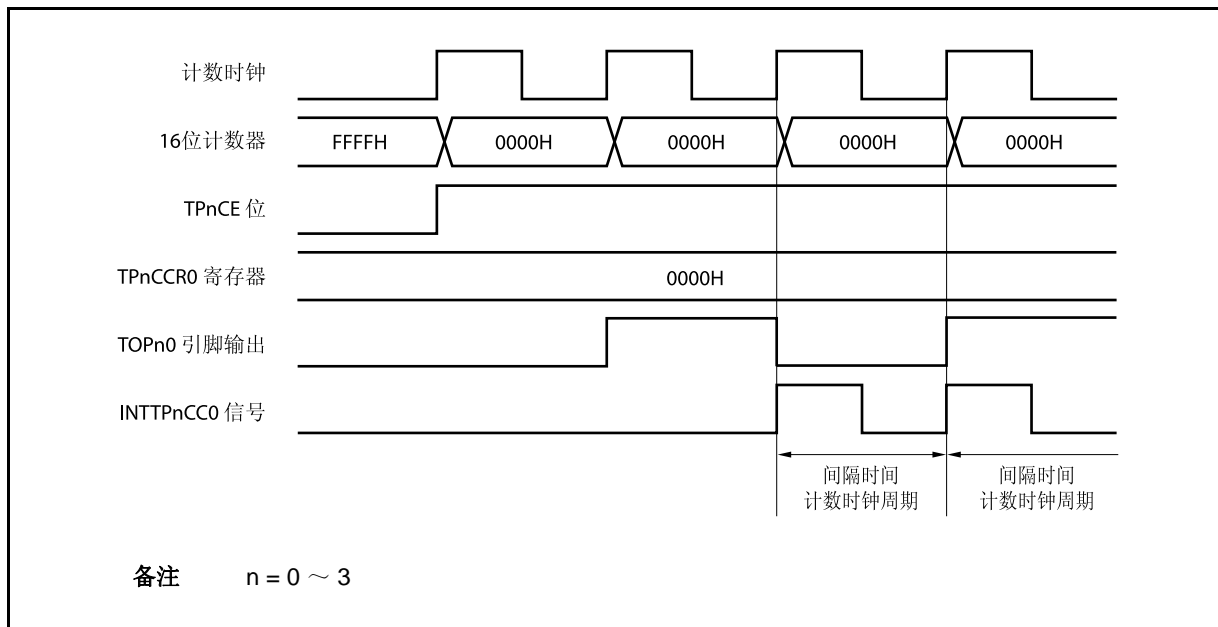 计数时钟
16位计数器 FFFFH 0000H 0000H 0000H 0000H
TPnCE 位
TPnCCR0 寄存器 0000H
TOPn0 引脚输出
INTTPnCC0 信号
间隔时间 间隔时间
计数时钟周期 计数时钟周期
备注 n = 0 ～ 3